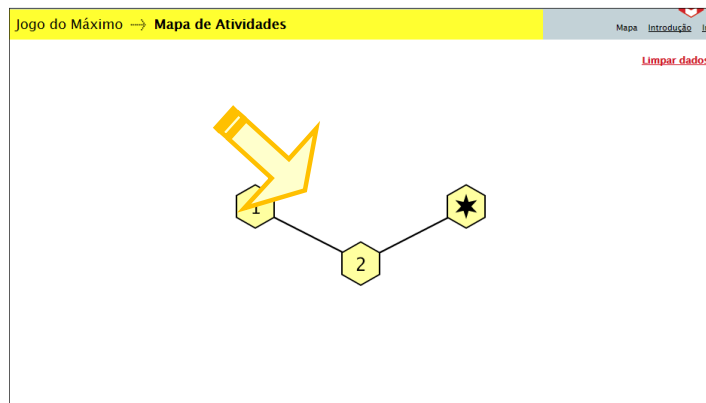 Jogo do Máximo ⤑ Mapa de Atividades
Mapa Introdução
Limpar dados
1
2